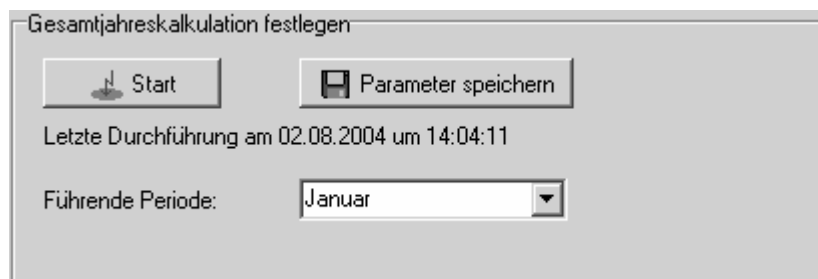 Gesamtjahreskalkulation festlegen
Start Parameter speichern
Letzte Durchführung am 02.08.2004 um 14:04:11
Führende Periode: Januar